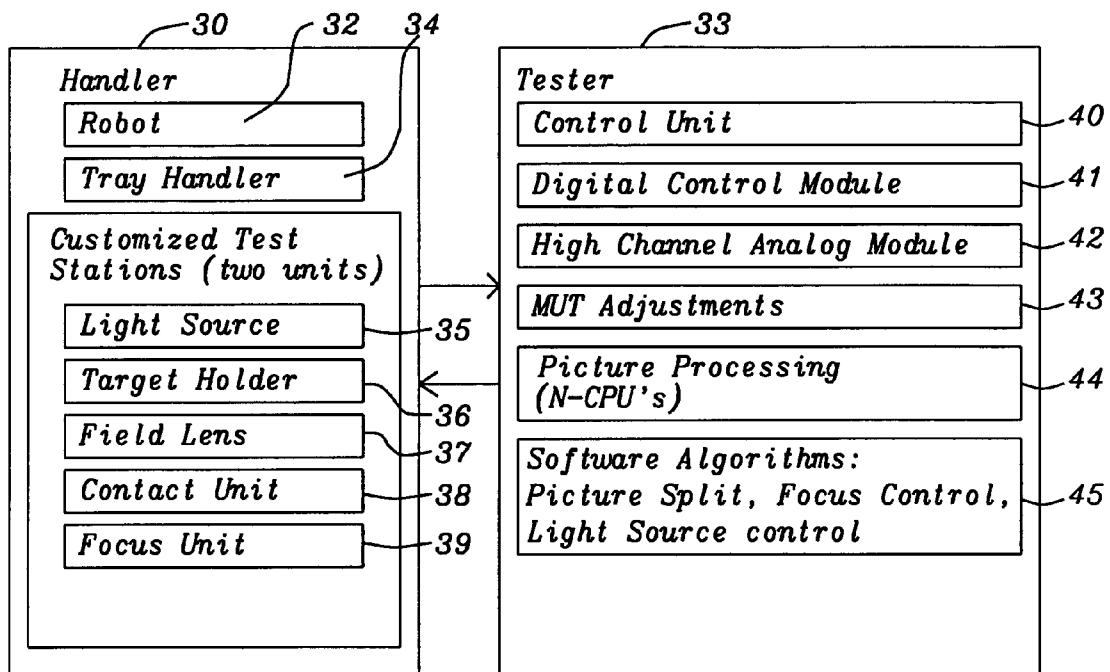 30
32
34
33
Handler
Robot
Tray Handler
Customized Test
Stations (two units)
Light Source
35
Target Holder
36
Field Lens
37
Contact Unit
38
Focus Unit
39
Tester
Control Unit
40
Digital Control Module
41
High Channel Analog Module
42
MUT Adjustments
43
Picture Processing
(N-CPU's)
44
Software Algorithms:
Picture Split, Focus Control,
Light Source control
45